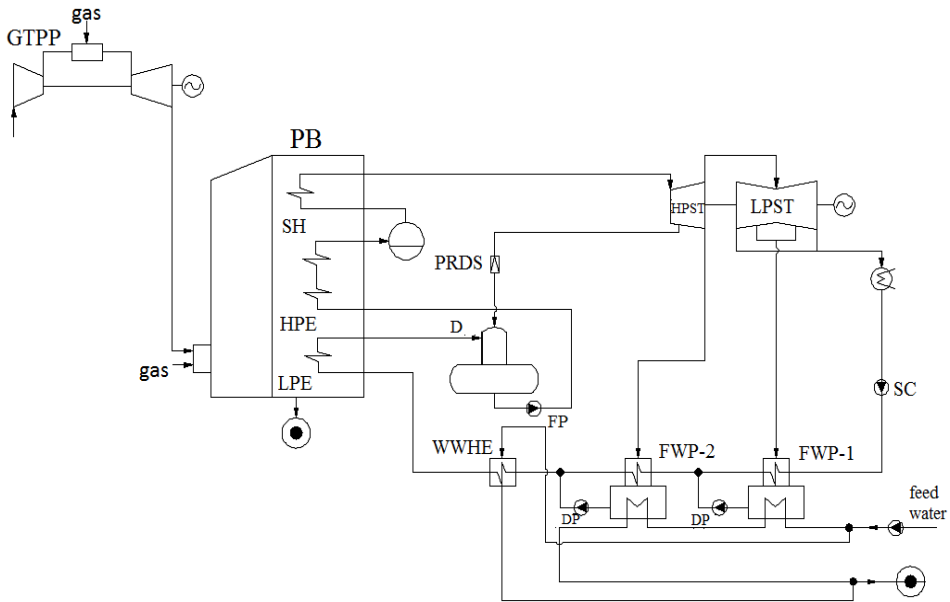 gas
GTPP
PB
SH
HPST
LPST
PRDS
HPE
D
gas
LPE
FP
SC
WWHE
FWP-2
FWP-1
DP
DP
feed
water